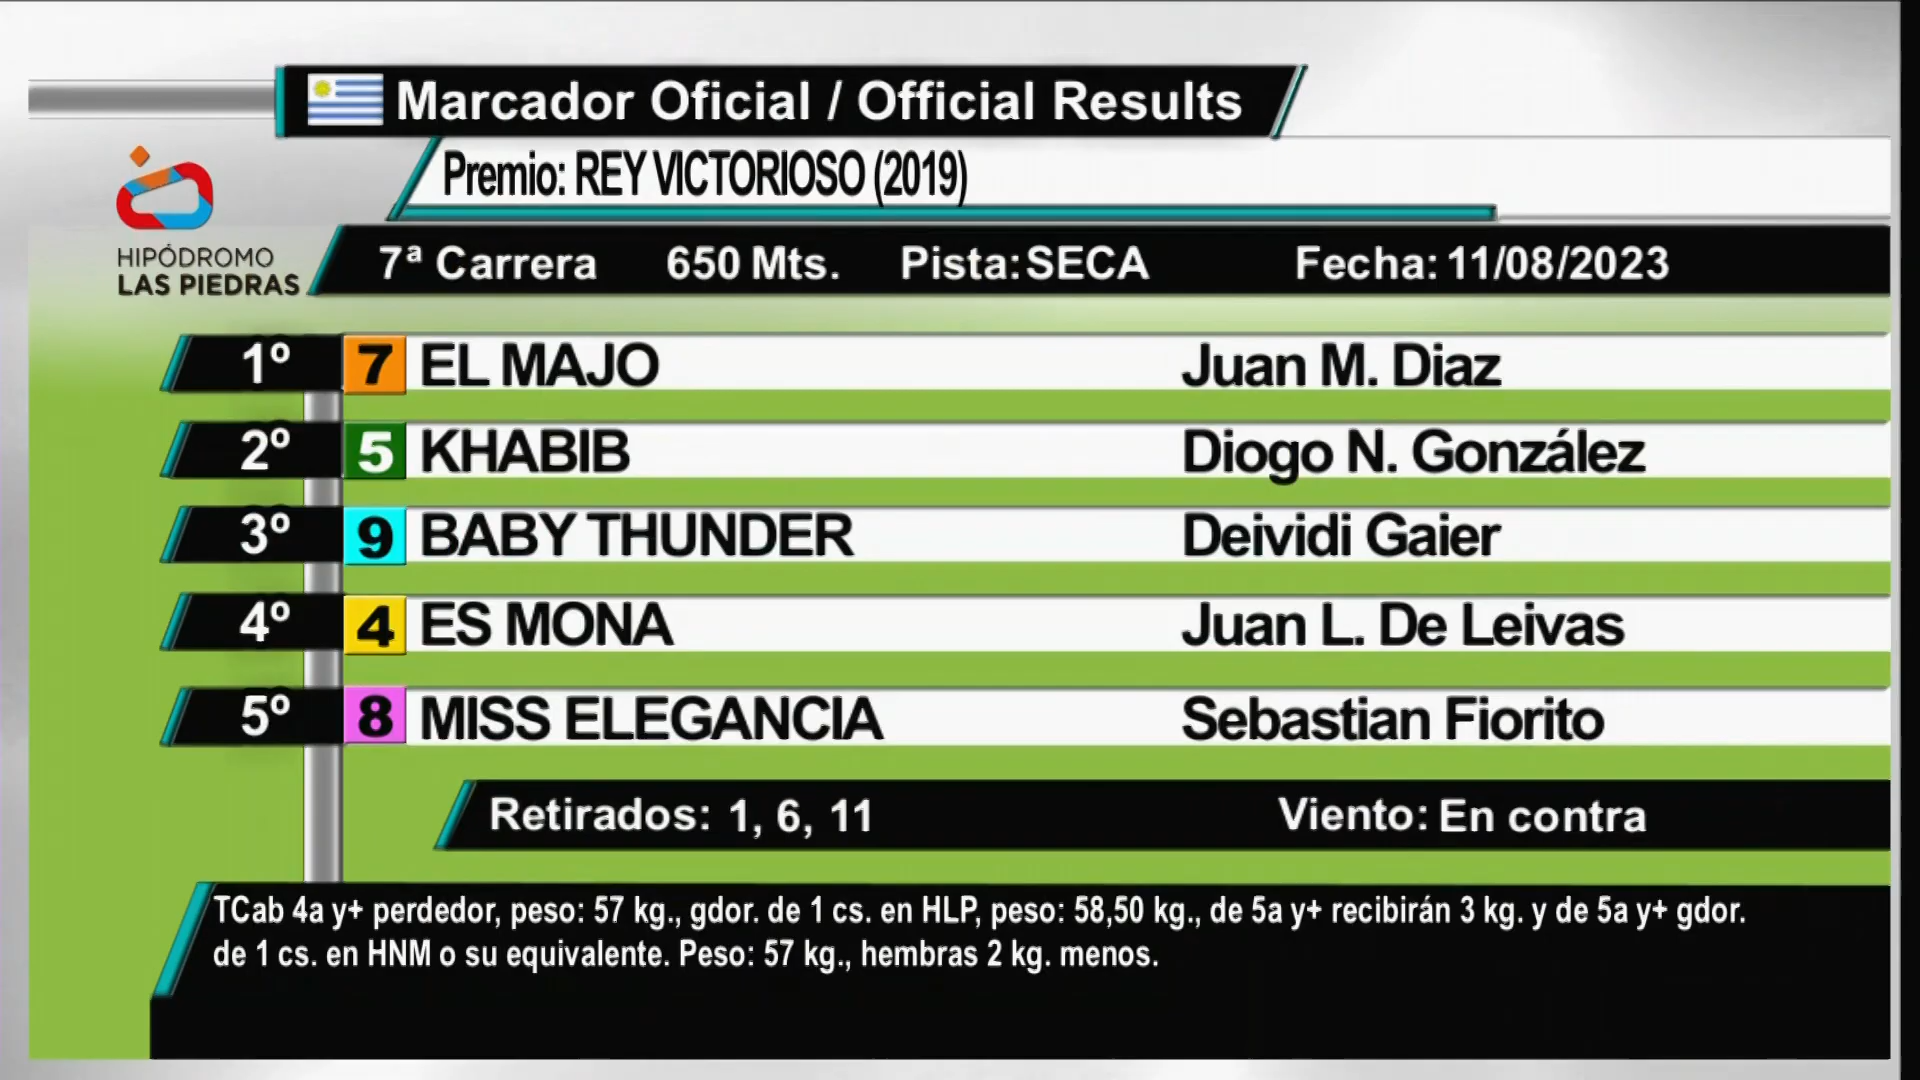 Marcador Oficial / Official Results
Premio: REY VICTORIOSO (2019)
HIPÓDROMO
LAS PIEDRAS
7ª Carrera 650 Mts. Pista: SECA Fecha: 11/08/2023
1º 7 EL MAJO Juan M. Diaz
2º 5 KHABIB Diogo N. González
3º 9 BABY THUNDER Deividi Gaier
4º 4 ES MONA Juan L. De Leivas
5º 8 MISS ELEGANCIA Sebastian Fiorito
Retirados: 1, 6, 11 Viento: En contra
TCab 4a y+ perdedor, peso: 57 kg., gdor. de 1 cs. en HLP, peso: 58,50 kg., de 5a y+ recibirán 3 kg. y de 5a y+ gdor.
de 1 cs. en HNM o su equivalente. Peso: 57 kg., hembras 2 kg. menos.